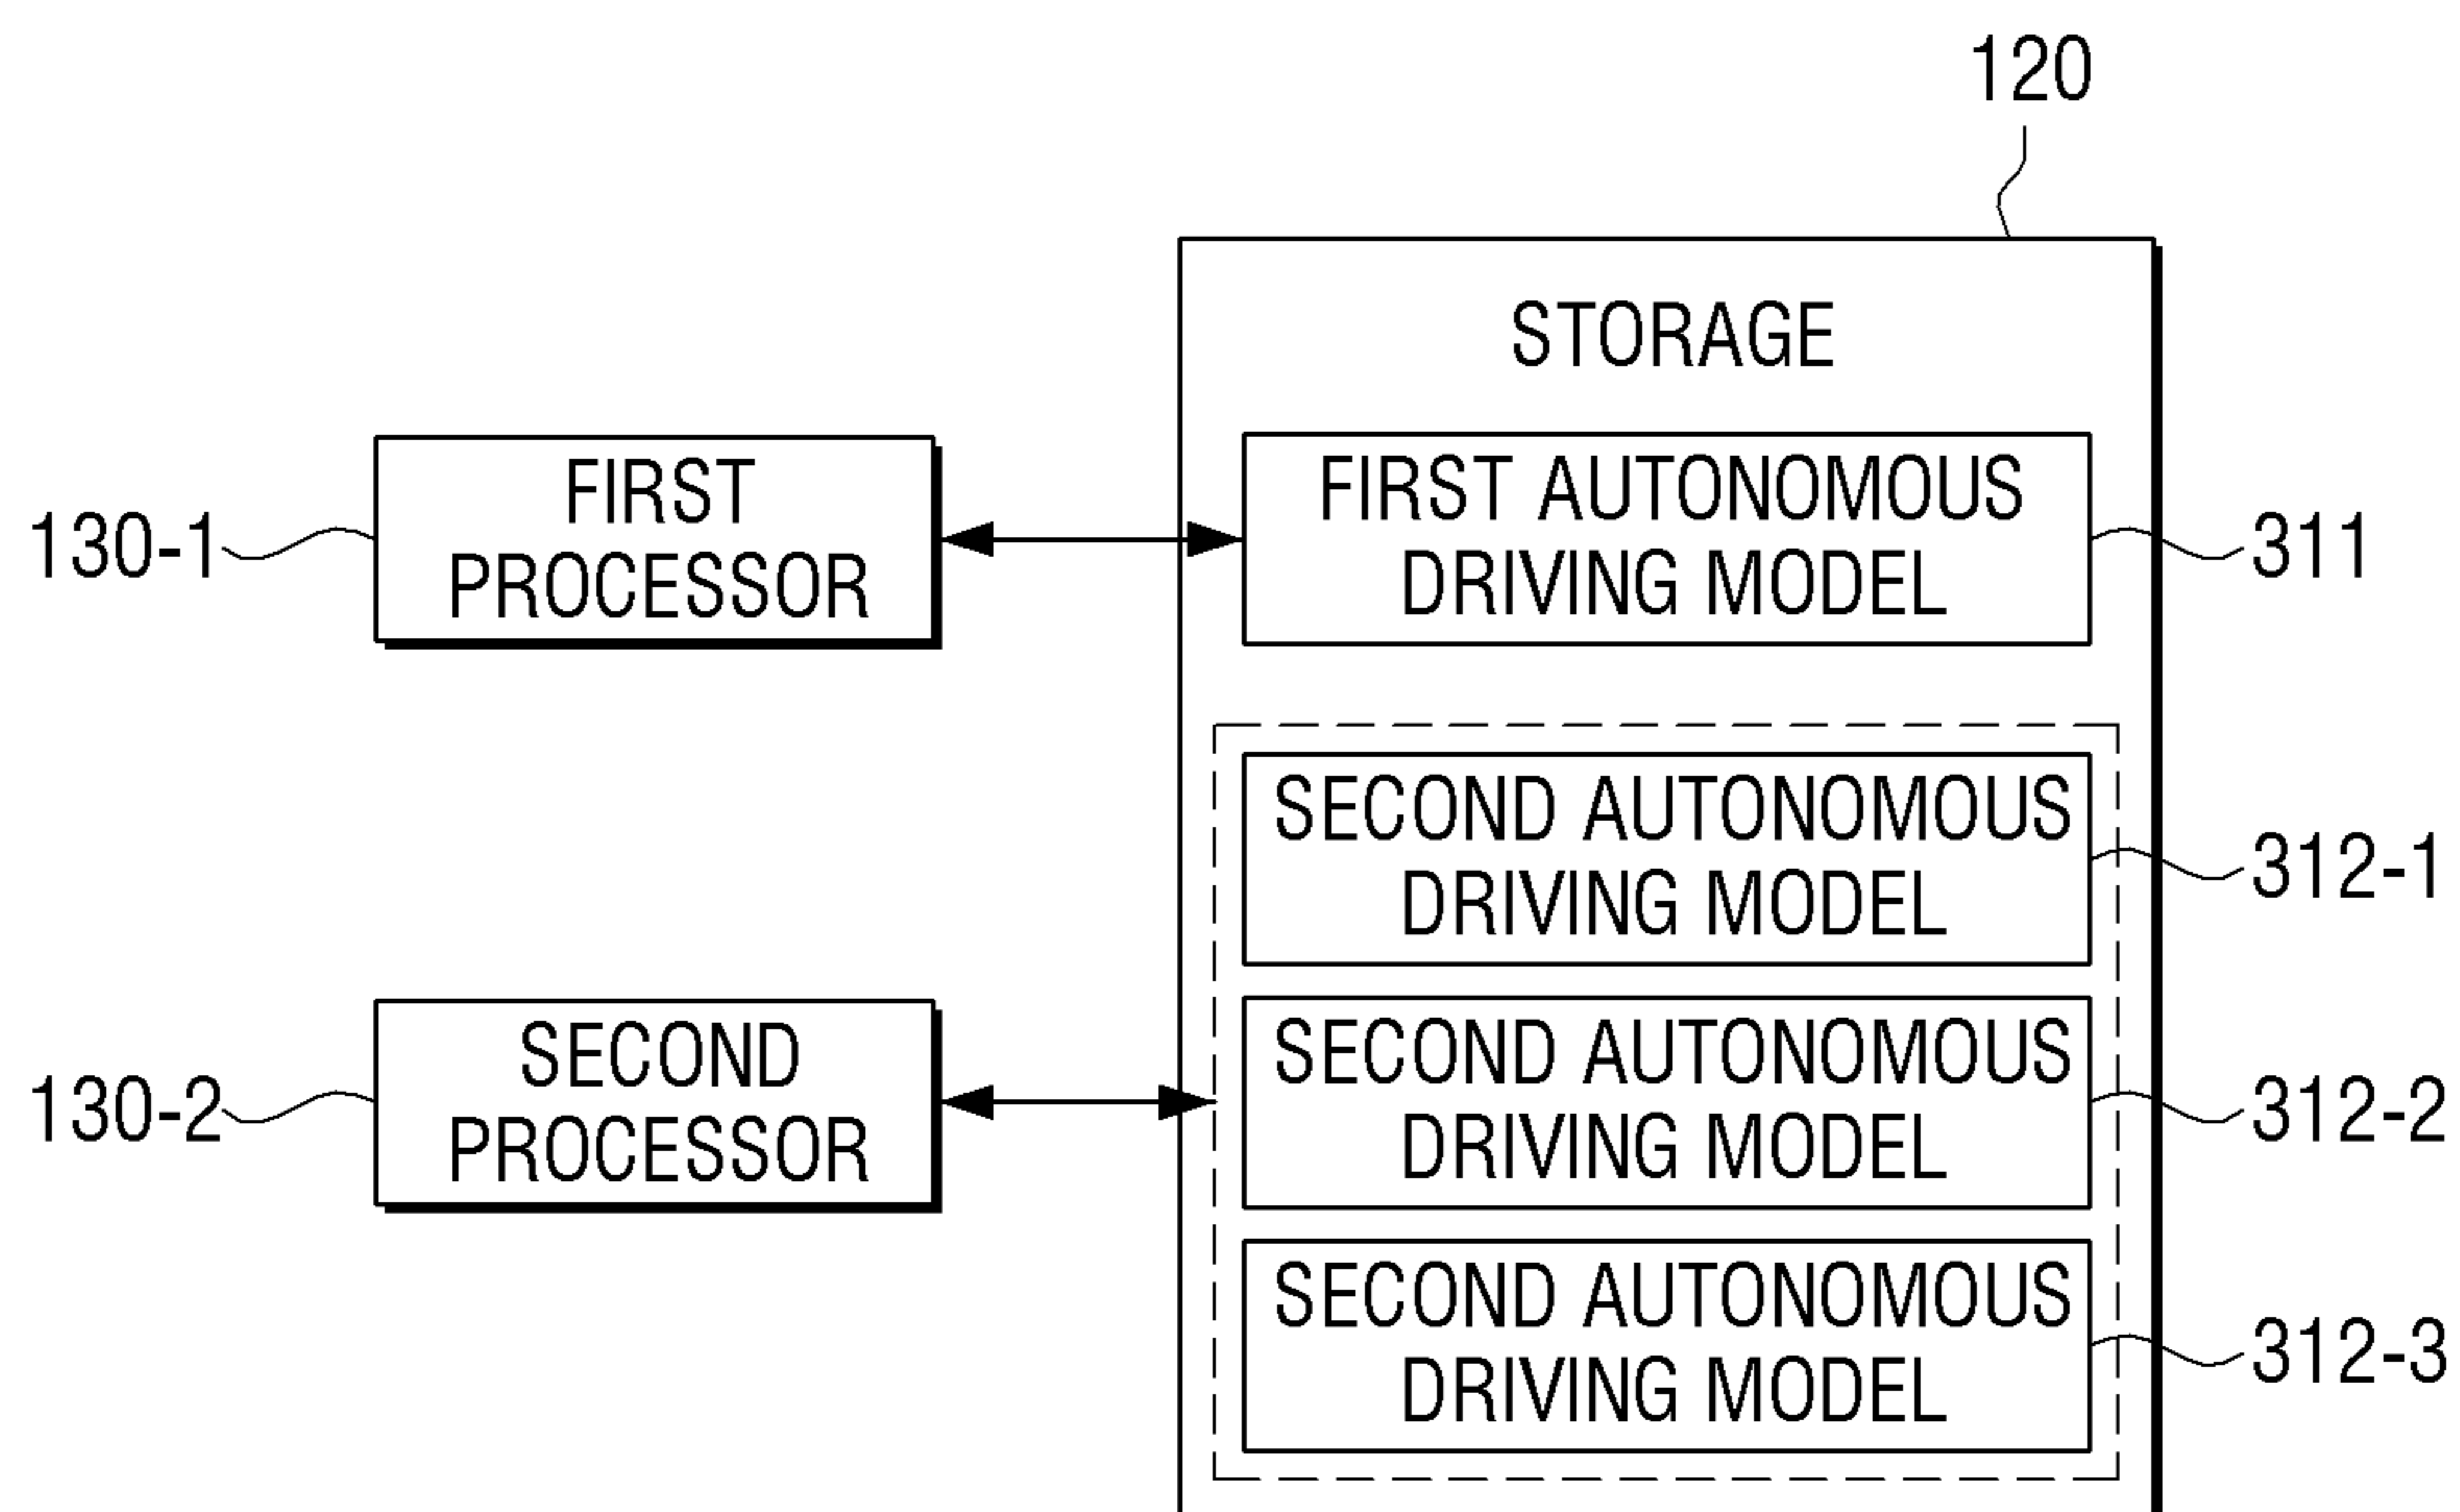 120
STORAGE
FIRST
PROCESSOR
130-1
FIRST AUTONOMOUS
DRIVING MODEL
311
SECOND AUTONOMOUS
DRIVING MODEL
312-1
SECOND
PROCESSOR
130-2
SECOND AUTONOMOUS
DRIVING MODEL
312-2
SECOND AUTONOMOUS
DRIVING MODEL
312-3